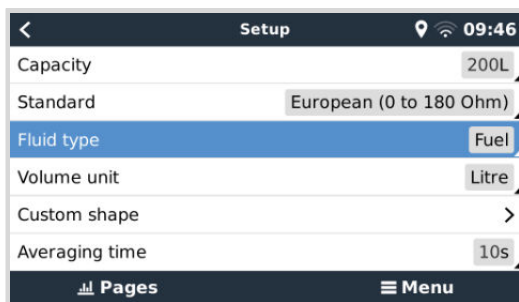 Setup 09:46
Capacity 200L
Standard European (0 to 180 Ohm)
Fluid type Fuel
Volume unit Litre
Custom shape
Averaging time 10s
Pages Menu